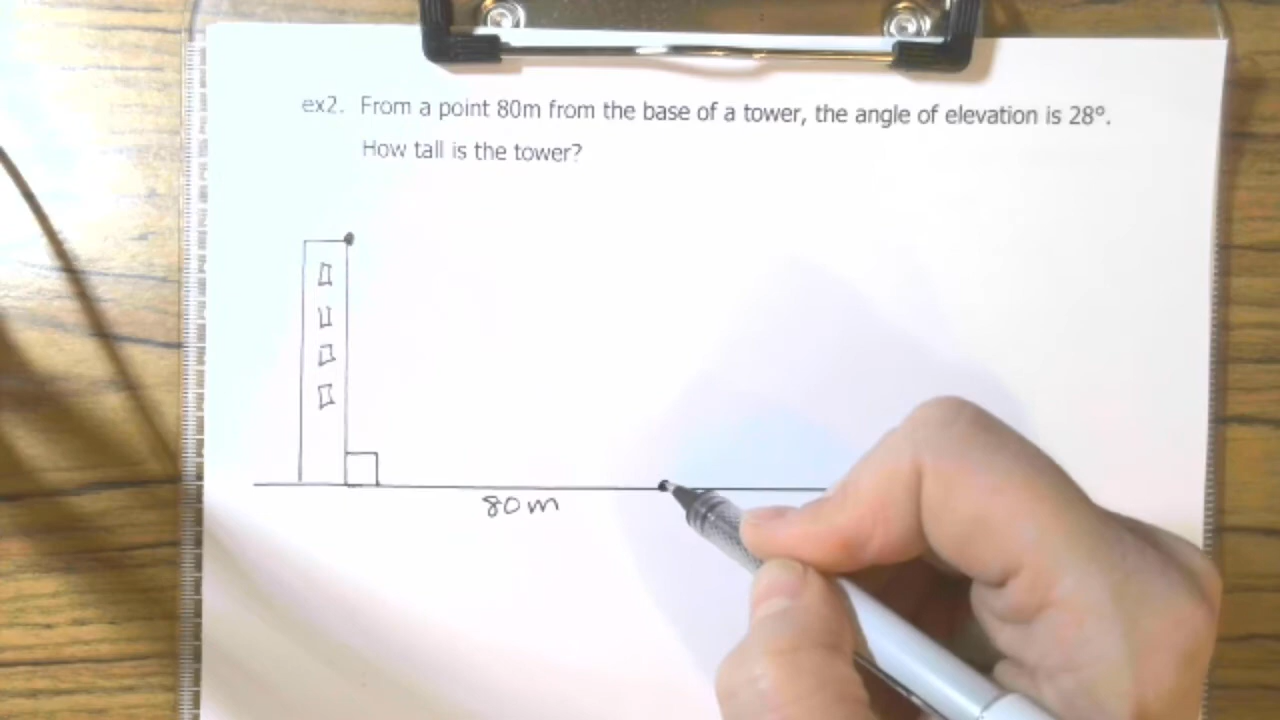 ex2. From a point 80m from the base of a tower, the angle of elevation is 28°.
How tall is the tower?
80m